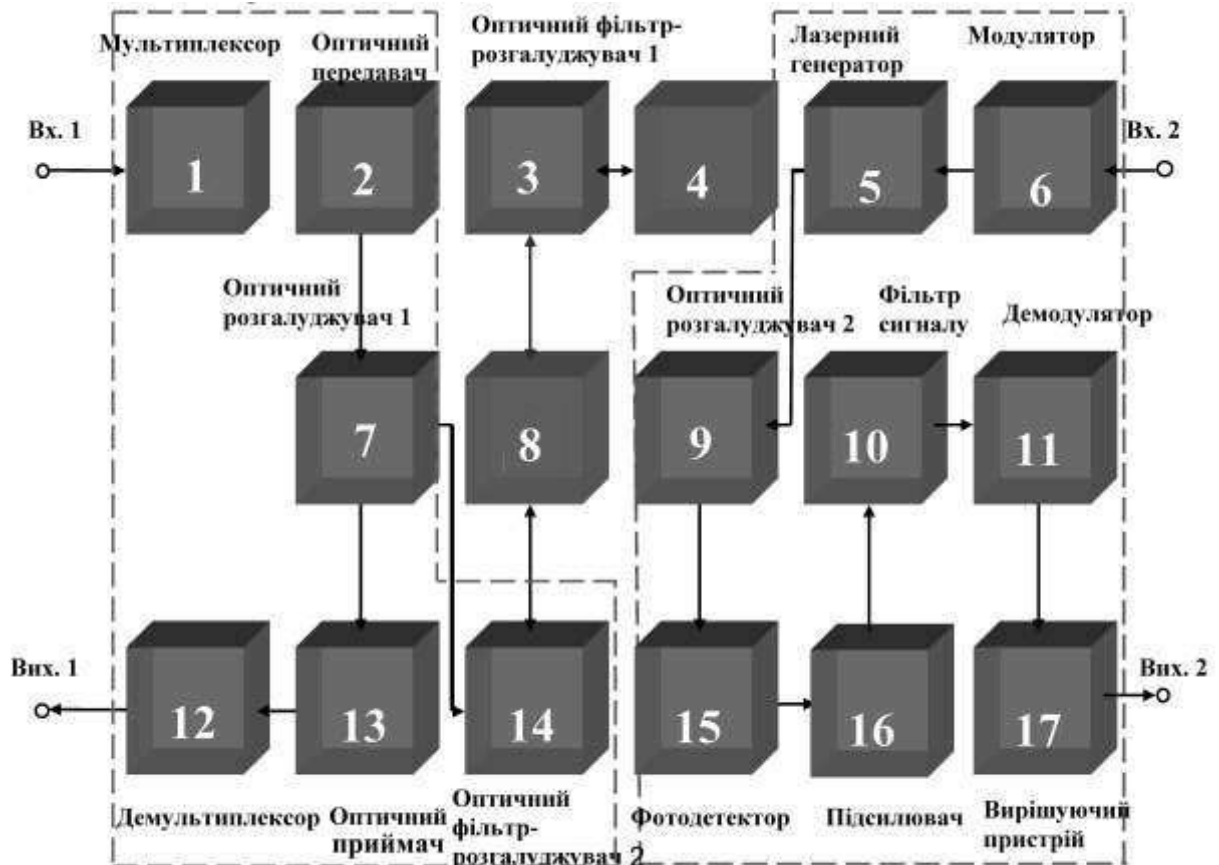 Мультиплексор
Оптичний
передавач
Оптичний фільтр-
розгалуджувач 1
Лазерний
генератор
Модулятор
Вх. 1
1
2
3
4
5
6
Вх. 2
Оптичний
розгалуджувач 1
Оптичний
розгалуджувач 2
Фільтр
сигналу
Демодулятор
7
8
9
10
11
Вих. 1
12
13
14
15
16
17
Вих. 2
Демультиплексор
Оптичний
приймач
Оптичний
фільтр-
розгалуджувач 2
Фотодетектор
Підсилювач
Вирішуючий
пристрій